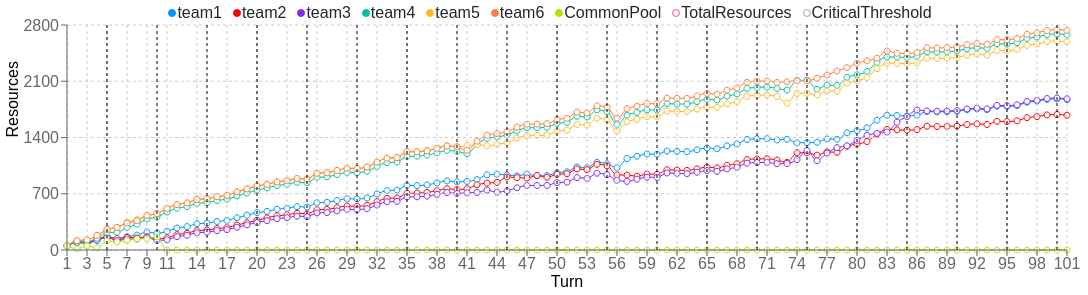 team1 team2 team3 team4 team5 team6 CommonPool TotalResources CriticalThreshold
2800
2100
1400
700
0
Resources
1 3 5 7 9 11 14 17 20 23 26 29 32 35 38 41 44 47 50 53 56 59 62 65 68 71 74 77 80 83 86 89 92 95 98 101
Turn